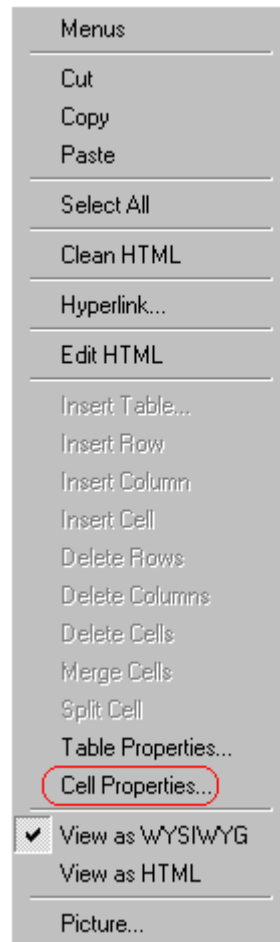 Menus
Cut
Copy
Paste
Select All
Clean HTML
Hyperlink...
Edit HTML
Insert Table...
Insert Row
Insert Column
Insert Cell
Delete Rows
Delete Columns
Delete Cells
Merge Cells
Split Cell
Table Properties...
Cell Properties...
View as WYSIWYG
View as HTML
Picture...